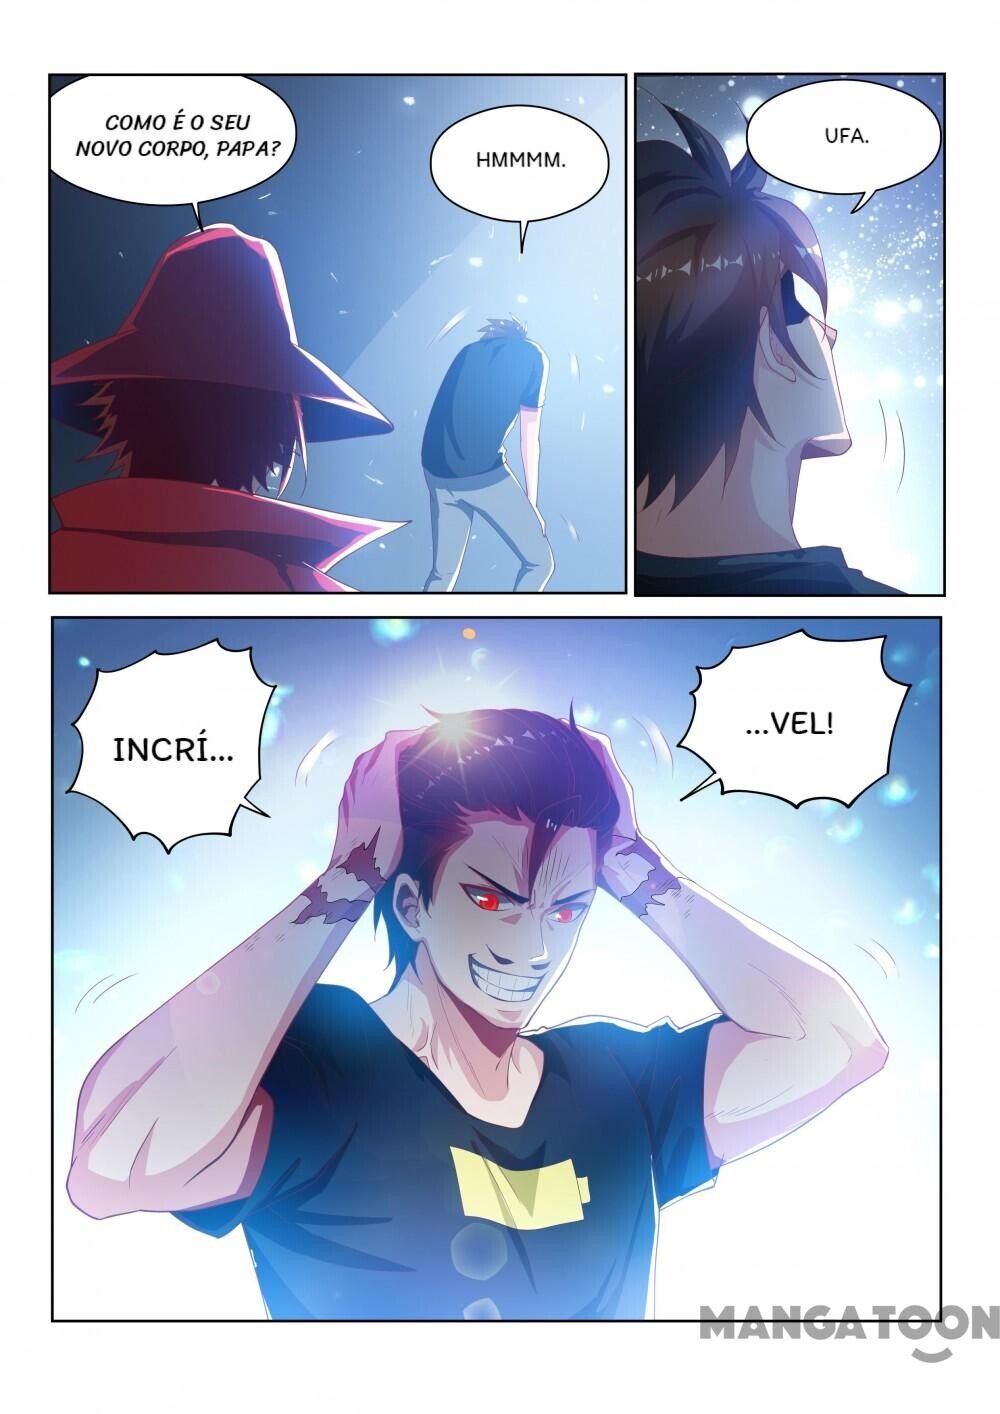 COMO É O SEU
NOVO CORPO, PAPA?
HMMMM.
UFA.
INCRÍ...
...VEL!
MANGATOON